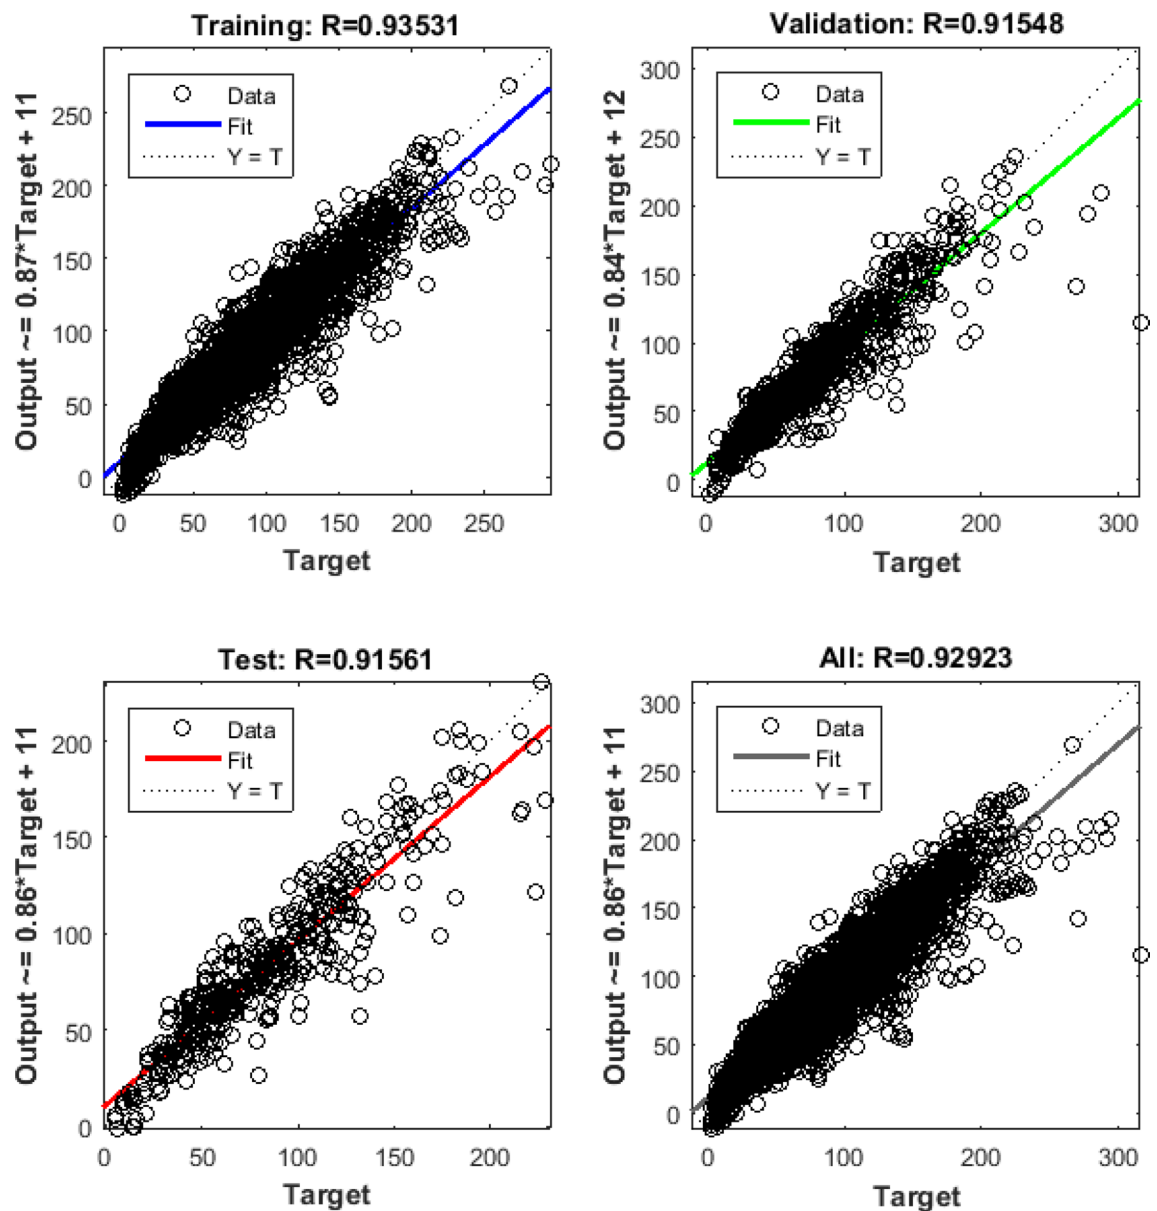 Training: R=0.93531
Output ~= 0.87*Target + 11
Data
Fit
Y = T
250
200
150
100
50
0
0 50 100 150 200 250
Target
Validation: R=0.91548
Output ~= 0.84*Target + 12
Data
Fit
Y = T
300
250
200
150
100
50
0
0 100 200 300
Target
Test: R=0.91561
Output ~= 0.86*Target + 11
Data
Fit
Y = T
200
150
100
50
0
0 50 100 150 200
Target
All: R=0.92923
Output ~= 0.86*Target + 11
Data
Fit
Y = T
300
250
200
150
100
50
0
0 100 200 300
Target